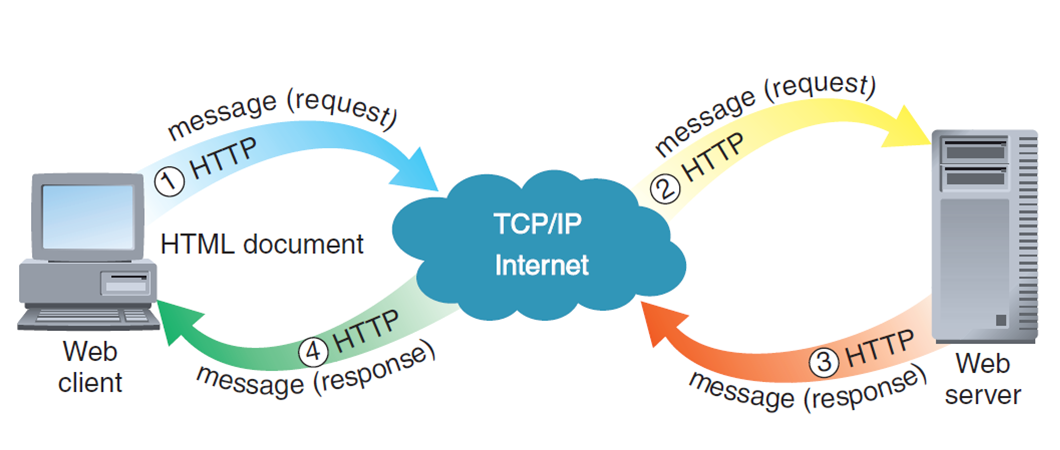 message (request)
① HTTP
message (request)
② HTTP
TCP/IP
Internet
HTML document
④ HTTP
message (response)
③ HTTP
message (response)
Web
client
Web
server